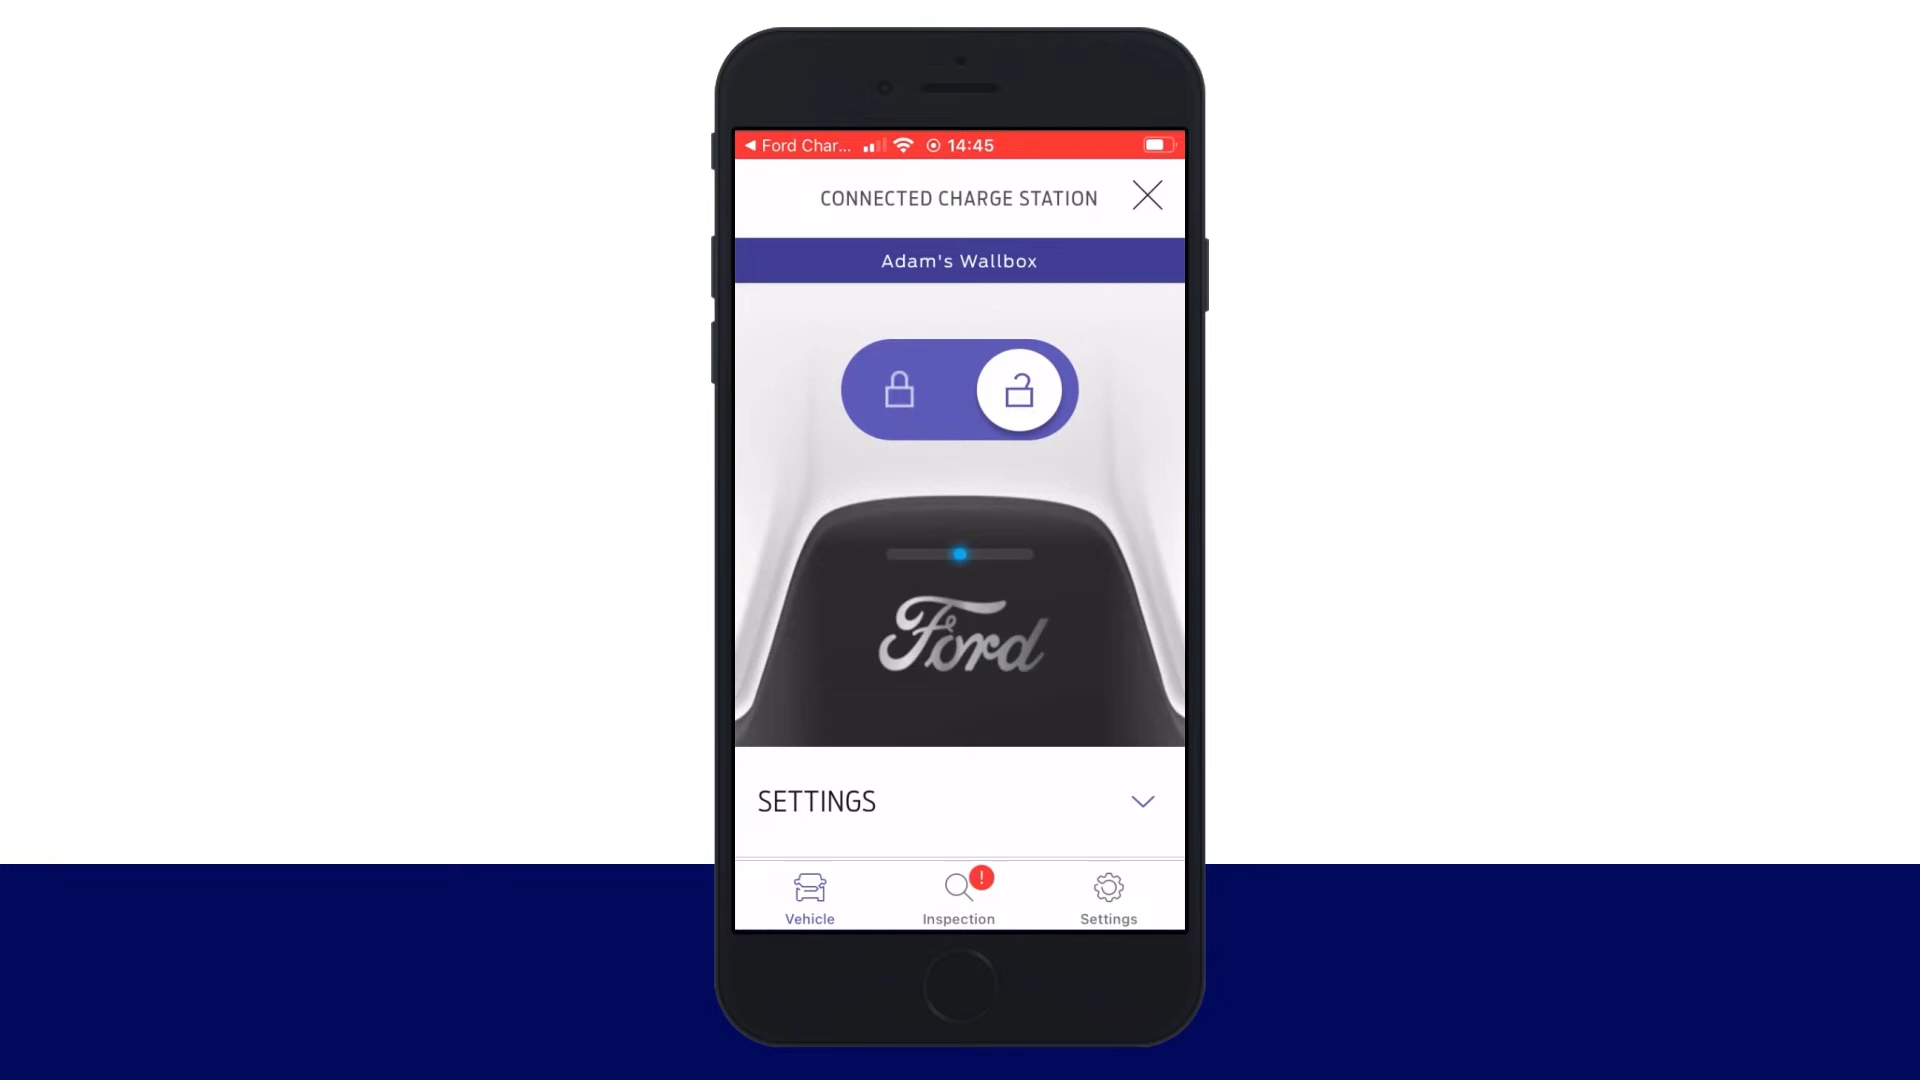 Ford Char... 14:45
CONNECTED CHARGE STATION
Adam's Wallbox
Ford
SETTINGS
!
Vehicle Inspection Settings